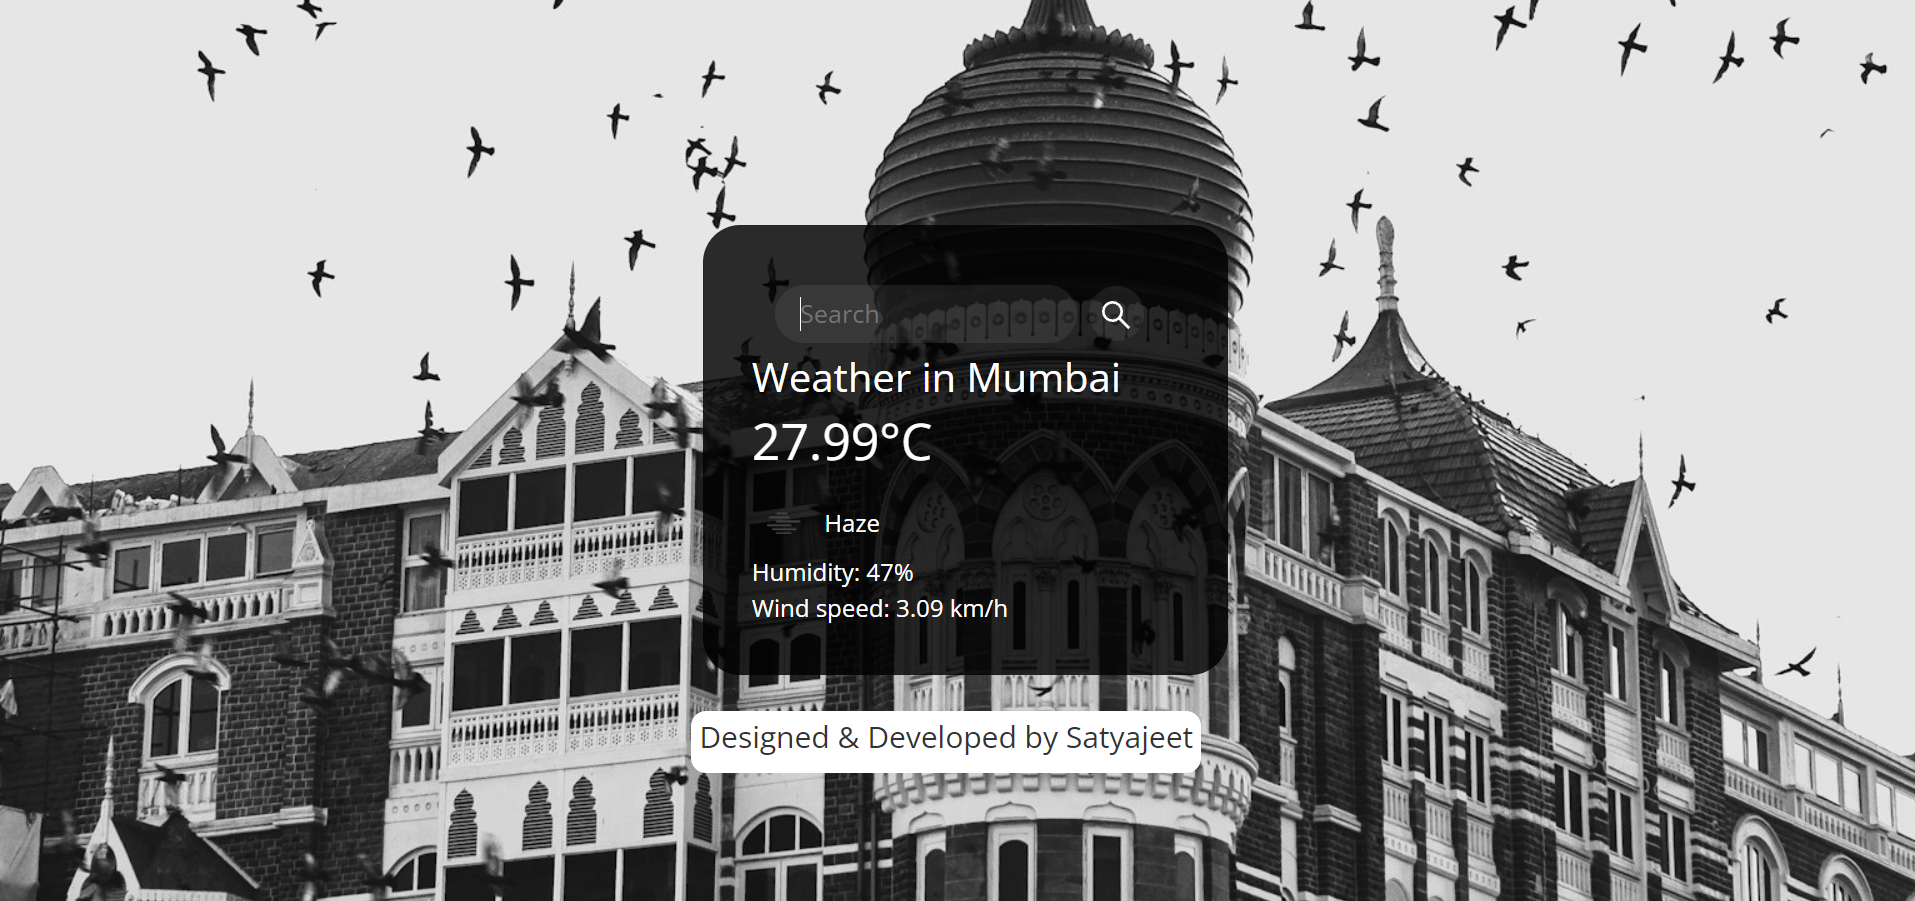 Search
Weather in Mumbai
27.99°C
Haze
Humidity: 47%
Wind speed: 3.09 km/h
Designed & Developed by Satyajeet